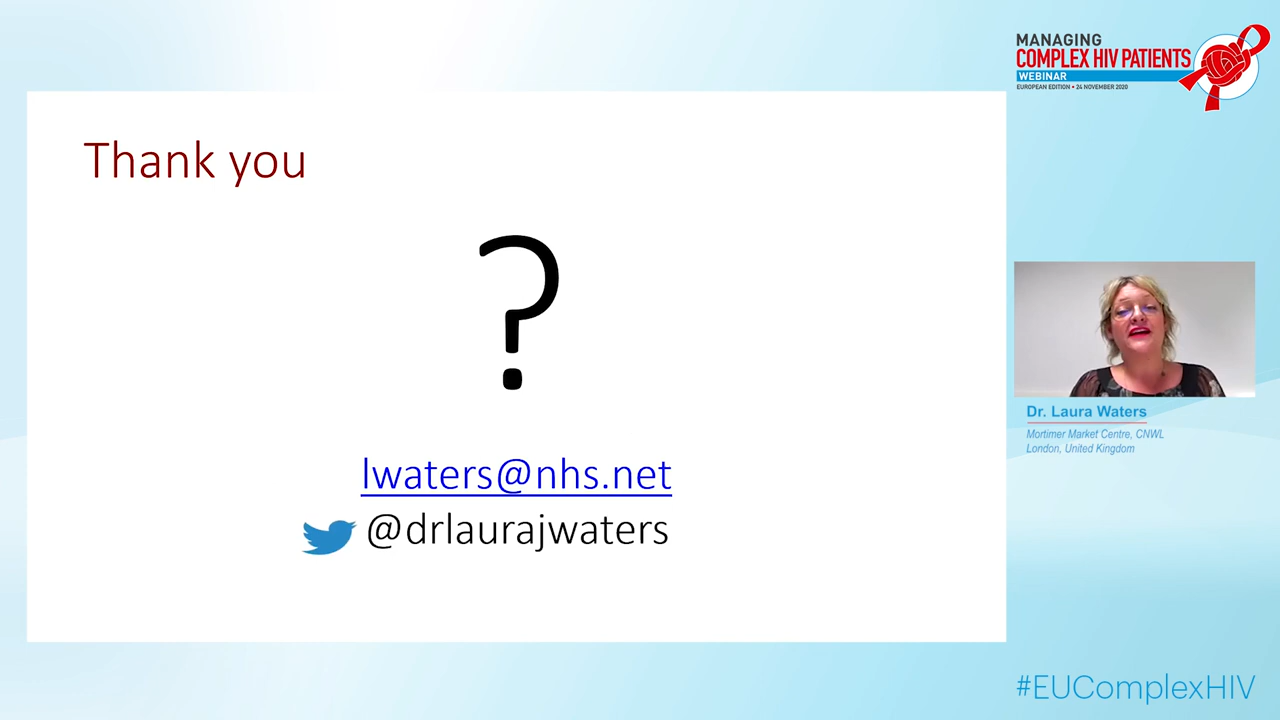 MANAGING
COMPLEX HIV PATIENTS
WEBINAR
EUROPEAN EDITION • 24 NOVEMBER 2020
Thank you
?
lwaters@nhs.net
@drlaurajwaters
Dr. Laura Waters
Mortimer Market Centre, CNWL
London, United Kingdom
#EUComplexHIV